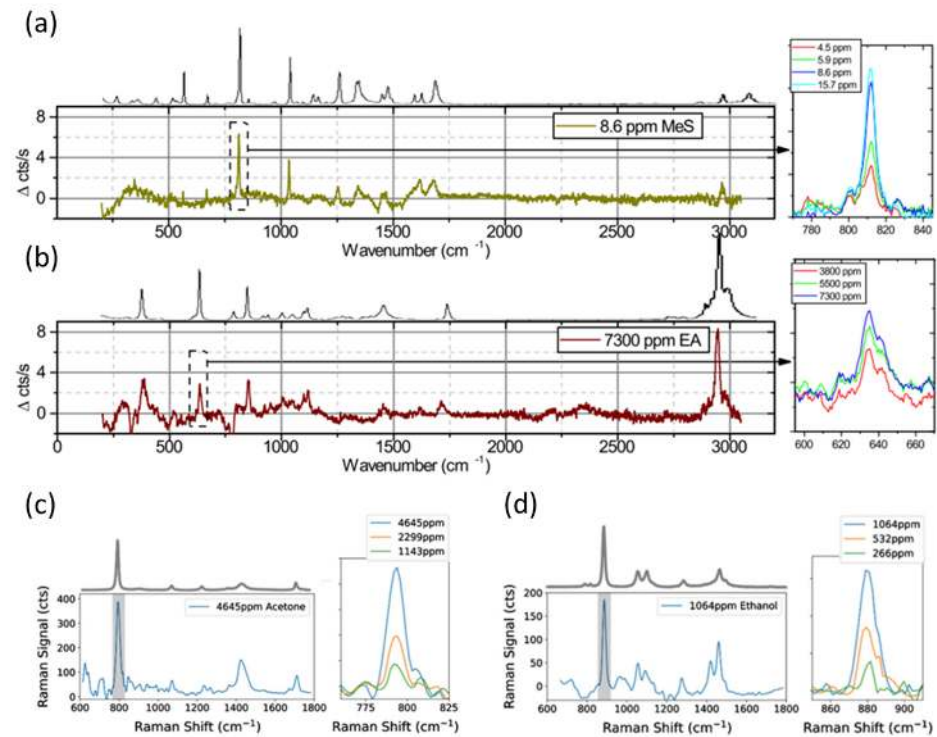 (a)
4.5 ppm
5.9 ppm
8.6 ppm
15.7 ppm
8
4
0
Δ cts/s
8.6 ppm MeS
500 1000 1500 2000 2500 3000
Wavenumber (cm⁻¹)
780 800 820 840
(b)
3800 ppm
5500 ppm
7300 ppm
8
4
0
Δ cts/s
7300 ppm EA
0 500 1000 1500 2000 2500 3000
Wavenumber (cm⁻¹)
600 620 640 660
(c)
4645ppm
2299ppm
1143ppm
400
300
200
100
0
Raman Signal (cts)
4645ppm Acetone
600 800 1000 1200 1400 1600 1800
Raman Shift (cm⁻¹)
775 800 825
Raman Shift (cm⁻¹)
(d)
1064ppm
532ppm
266ppm
200
150
100
50
0
Raman Signal (cts)
1064ppm Ethanol
600 800 1000 1200 1400 1600 1800
Raman Shift (cm⁻¹)
860 880 900
Raman Shift (cm⁻¹)